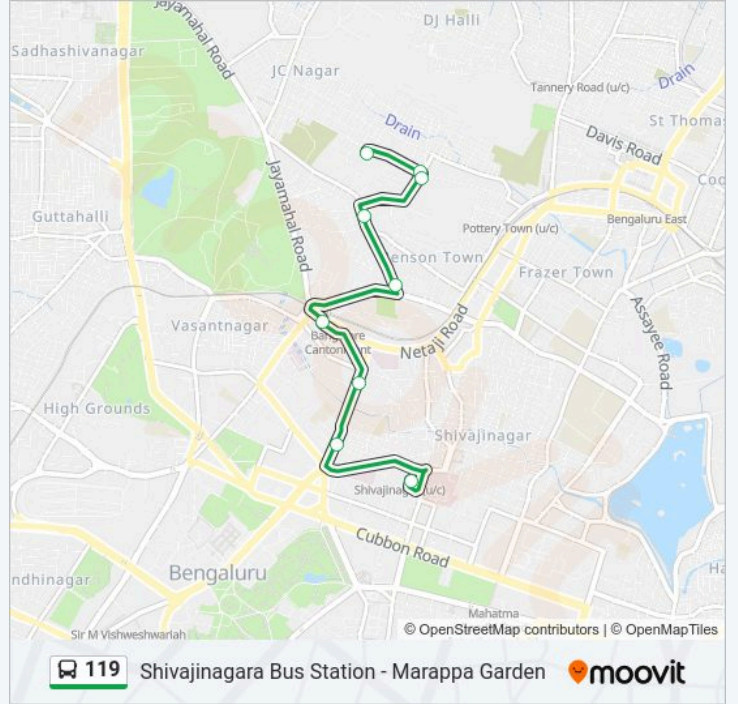 DJ Halli
Jayamahal Road
Sadhashivanagar
JC Nagar
Drain
Tannery Road (u/c)
Drain
St Thomas
Davis Road
Jayamahal Road
Guttahalli
Bengaluru East
Pottery Town (u/c)
enson Town
Frazer Town
Assayee Road
Vasantnagar
Netaji Road
High Grounds
Shivajinagar
Cubbon Road
Bengaluru
ndhinagar
Mahatma
Sir M Vishweshwariah
© OpenStreetMap contributors | © OpenMapTiles
119 Shivajinagara Bus Station - Marappa Garden moovit